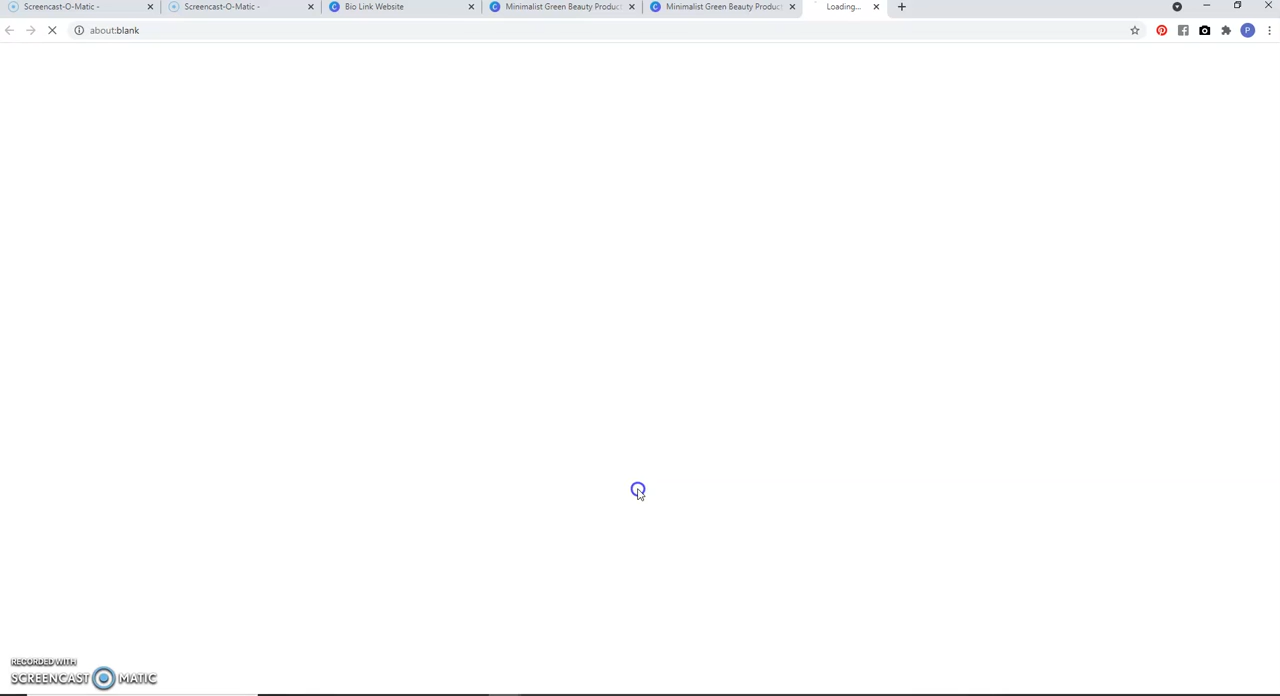 Screencast-O-Matic -
Screencast-O-Matic -
Bio Link Website
Minimalist Green Beauty Product
Minimalist Green Beauty Product
Loading...
about:blank
P
RECORDED WITH
SCREENCAST MATIC